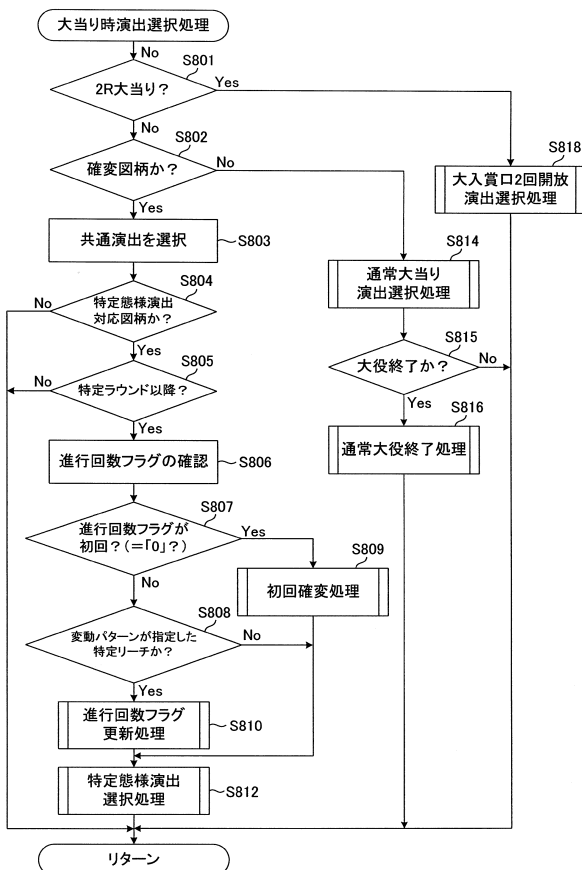 大当り時演出選択処理
No
S801
2R大当り？
Yes
No
S802
確変図柄か？
No
Yes
S818
大入賞口2回開放
演出選択処理
共通演出を選択
S803
S804
特定態様演出
対応図柄か？
No
Yes
S814
通常大当り
演出選択処理
S805
特定ラウンド以降？
No
Yes
S815
大役終了か？
No
Yes
S816
通常大役終了処理
進行回数フラグの確認
S806
S807
進行回数フラグが
初回？(＝「0」？)
Yes
No
S809
初回確変処理
S808
変動パターンが指定した
特定リーチか？
No
Yes
進行回数フラグ
更新処理
S810
特定態様演出
選択処理
S812
リターン